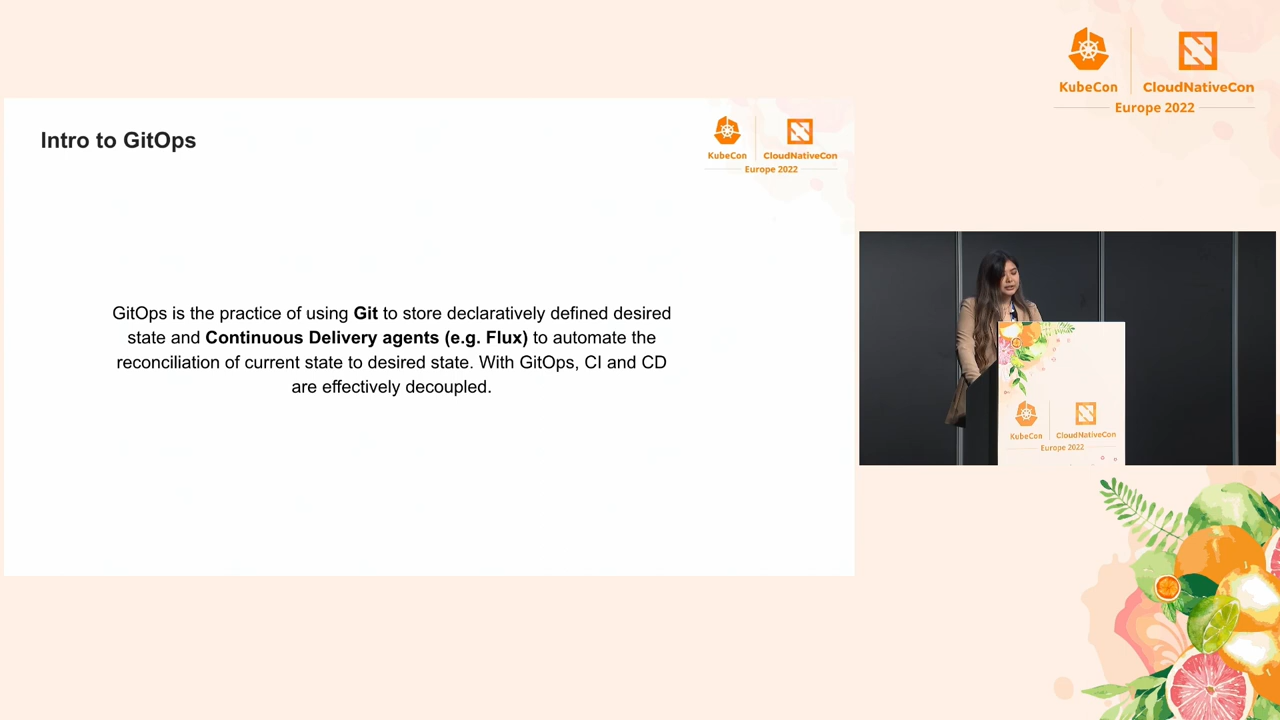 KubeCon
CloudNativeCon
Europe 2022
Intro to GitOps
KubeCon
CloudNativeCon
Europe 2022
GitOps is the practice of using Git to store declaratively defined desired
state and Continuous Delivery agents (e.g. Flux) to automate the
reconciliation of current state to desired state. With GitOps, CI and CD
are effectively decoupled.
KubeCon
CloudNativeCon
Europe 2022